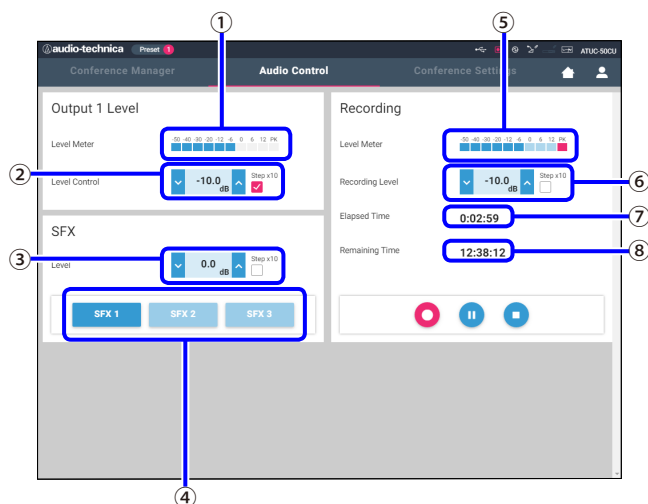 ① ⑤
audio-technica Preset 1 ATUC-50CU
Conference Manager Audio Control Conference Settings
Output 1 Level
Level Meter -50 -40 -30 -20 -12 -6 0 6 12 PK
② Level Control -10.0 dB Step x10
SFX
③ Level 0.0 dB Step x10
SFX 1 SFX 2 SFX 3
④
Recording
Level Meter -50 -40 -30 -20 -12 -6 0 6 12 PK
Recording Level -10.0 dB Step x10 ⑥
Elapsed Time 0:02:59 ⑦
Remaining Time 12:38:12 ⑧